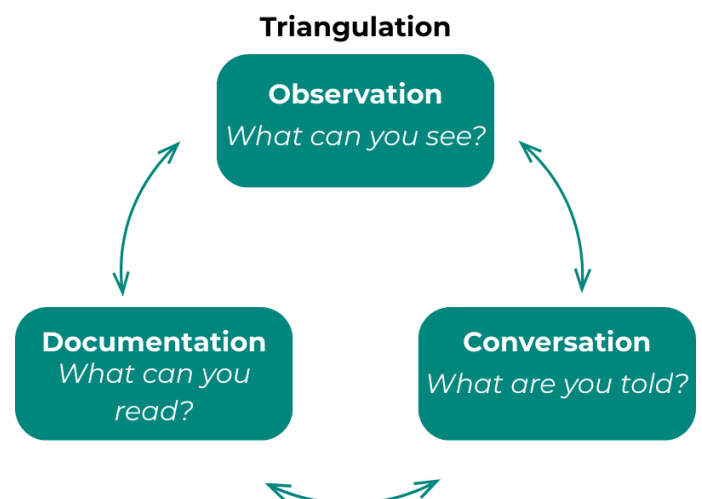 Triangulation
Observation
What can you see?
Documentation
What can you
read?
Conversation
What are you told?